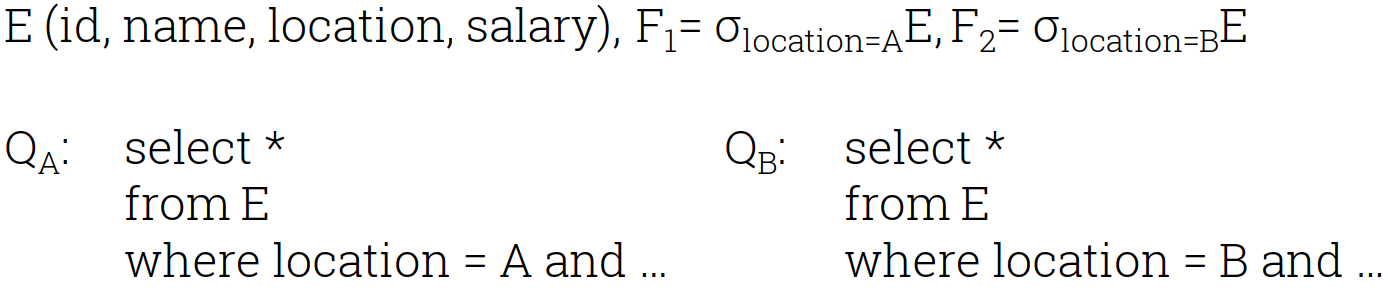 E (id, name, location, salary), F₁= σlocation=AE, F₂= σlocation=BE
QA: select *
from E
where location = A and ...
QB: select *
from E
where location = B and ...